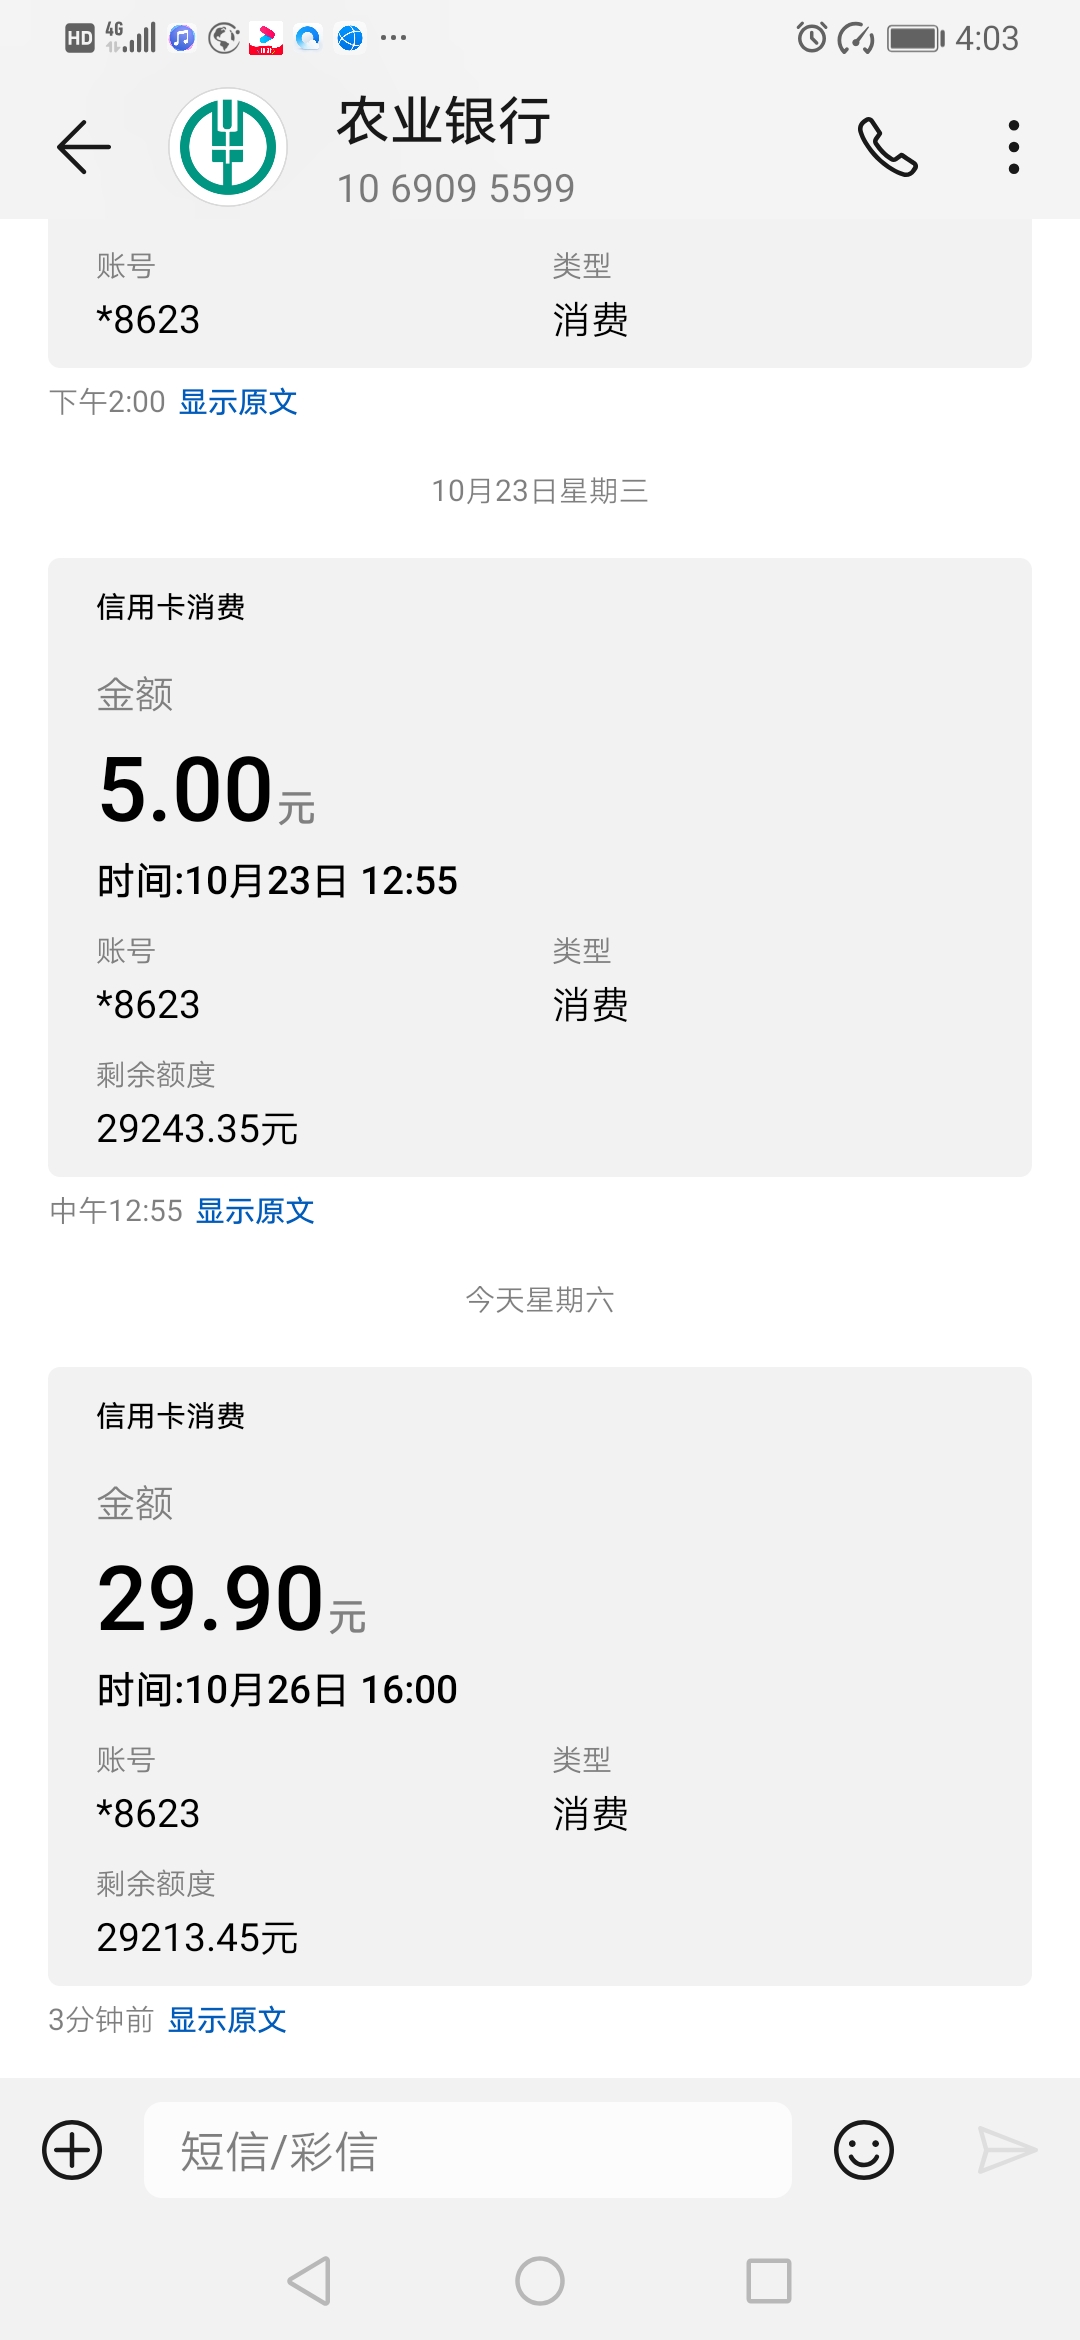 HD 4G 4:03
农业银行
10 6909 5599
账号 类型
*8623 消费
下午2:00 显示原文
10月23日星期三
信用卡消费
金额
5.00元
时间:10月23日 12:55
账号 类型
*8623 消费
剩余额度
29243.35元
中午12:55 显示原文
今天星期六
信用卡消费
金额
29.90元
时间:10月26日 16:00
账号 类型
*8623 消费
剩余额度
29213.45元
3分钟前 显示原文
短信/彩信